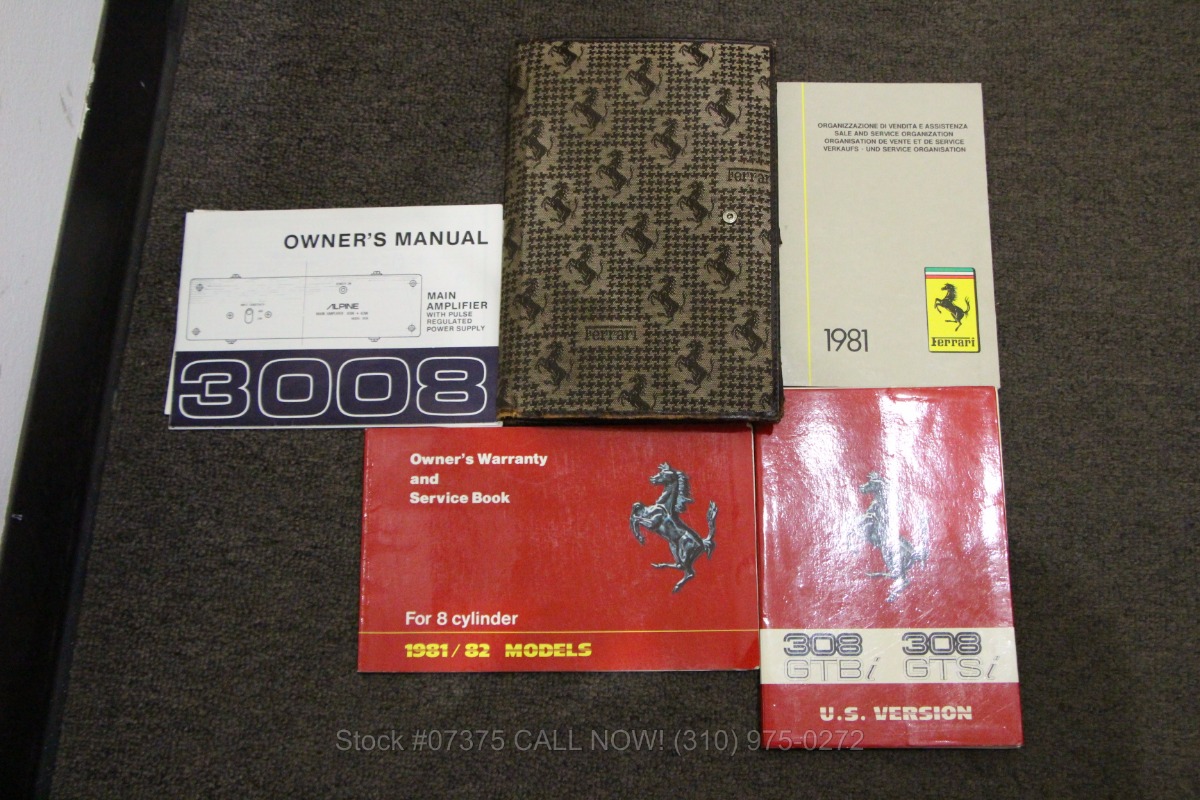 OWNER'S MANUAL
ALPINE
MAIN
AMPLIFIER
WITH PULSE
REGULATED
POWER SUPPLY
3008
Ferrari
Ferrari
ORGANIZZAZIONE DI VENDITA E ASSISTENZA
SALE AND SERVICE ORGANIZATION
ORGANISATION DE VENTE ET DE SERVICE
VERKAUFS - UND SERVICE ORGANISATION
1981
Ferrari
Owner's Warranty
and
Service Book
For 8 cylinder
1981/82 MODELS
308 308
GTBi GTSi
U.S. VERSION
Stock #07375 CALL NOW! (310) 975-0272